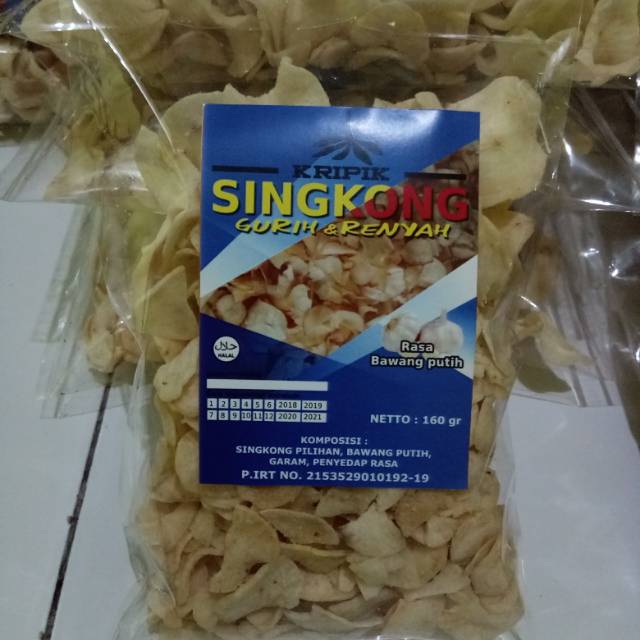 KRIPIK
SINGKONG
GURIH & RENYAH
Rasa
Bawang putih
حلال
HALAL
1 2 3 4 5 6 2018 2019
7 8 9 10 11 12 2020 2021
NETTO : 160 gr
KOMPOSISI :
SINGKONG PILIHAN, BAWANG PUTIH,
GARAM, PENYEDAP RASA
P.IRT NO. 2153529010192-19